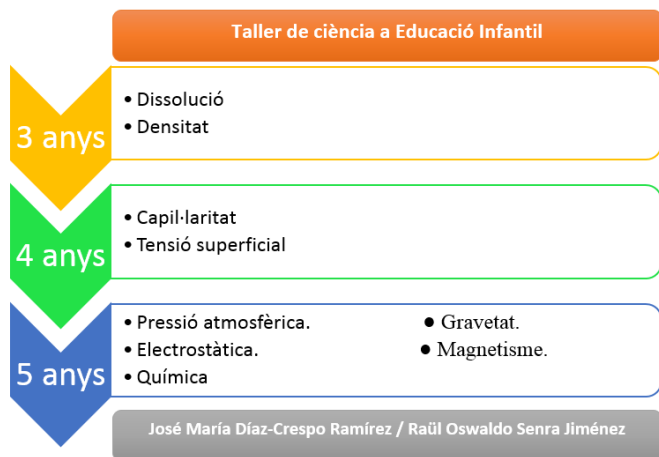 Taller de ciència a Educació Infantil
3 anys
• Dissolució
• Densitat
4 anys
• Capil·laritat
• Tensió superficial
5 anys
• Pressió atmosfèrica. ● Gravetat.
• Electrostàtica. ● Magnetisme.
• Química
José María Díaz-Crespo Ramírez / Raül Oswaldo Senra Jiménez